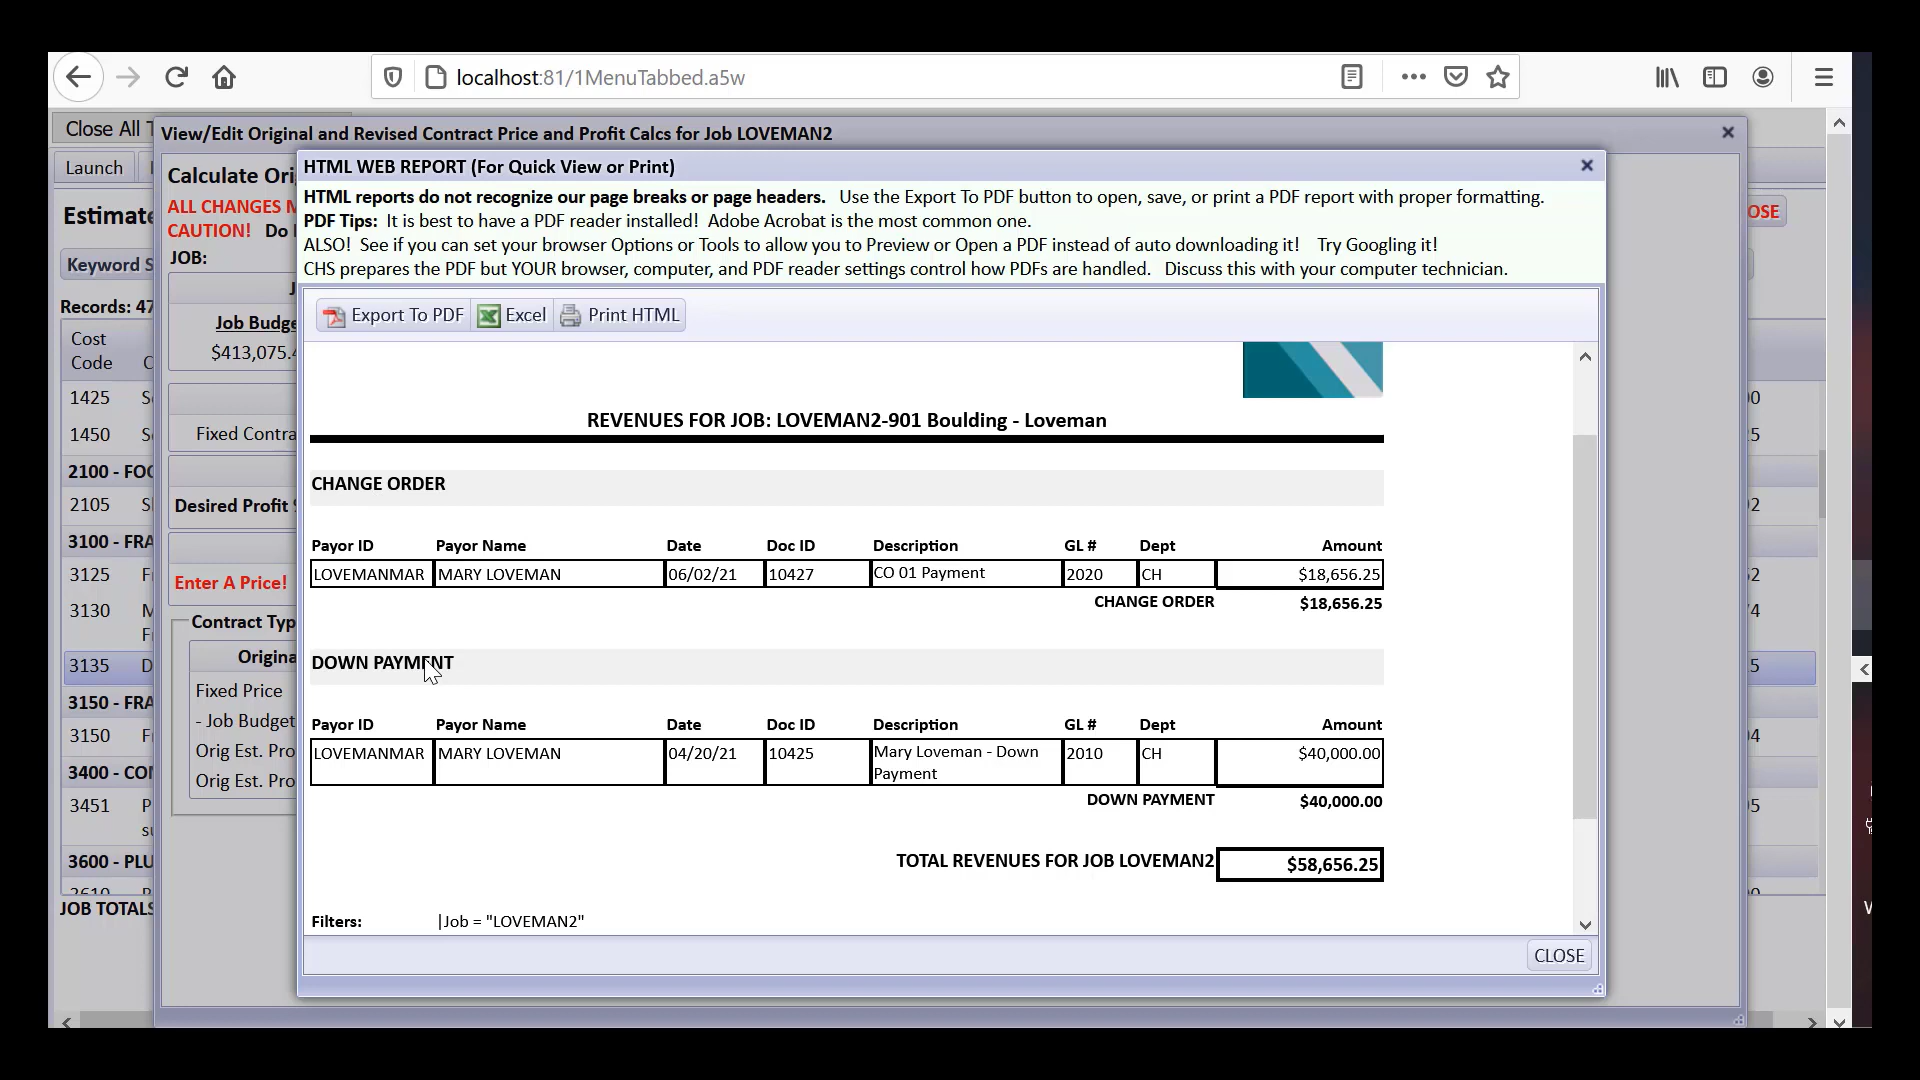 localhost:81/1MenuTabbed.a5w
Close All T
View/Edit Original and Revised Contract Price and Profit Calcs for Job LOVEMAN2
Launch
HTML WEB REPORT (For Quick View or Print)
Estimate
Calculate Ori
HTML reports do not recognize our page breaks or page headers. Use the Export To PDF button to open, save, or print a PDF report with proper formatting.
ALL CHANGES M
PDF Tips: It is best to have a PDF reader installed! Adobe Acrobat is the most common one.
OSE
CAUTION! Do
ALSO! See if you can set your browser Options or Tools to allow you to Preview or Open a PDF instead of auto downloading it! Try Googling it!
Keyword S
JOB:
CHS prepares the PDF but YOUR browser, computer, and PDF reader settings control how PDFs are handled. Discuss this with your computer technician.
Records: 47
Job Budge
Export To PDF
Excel
Print HTML
Cost
Code
C
$413,075.4
1425
1450
2100 - FOO
2105
3100 - FRA
3125
3130
3135
3150 - FRA
3150
3400 - CON
3451
3600 - PLU
3610
JOB TOTALS
Fixed Contra
Desired Profit %
Enter A Price!
Contract Typ
Origina
Fixed Price
- Job Budget
Orig Est. Pro
Orig Est. Pro
REVENUES FOR JOB: LOVEMAN2-901 Boulding - Loveman
CHANGE ORDER
Payor ID Payor Name Date Doc ID Description GL # Dept Amount
LOVEMANMAR MARY LOVEMAN 06/02/21 10427 CO 01 Payment 2020 CH $18,656.25
CHANGE ORDER $18,656.25
DOWN PAYMENT
Payor ID Payor Name Date Doc ID Description GL # Dept Amount
LOVEMANMAR MARY LOVEMAN 04/20/21 10425 Mary Loveman - Down Payment 2010 CH $40,000.00
DOWN PAYMENT $40,000.00
TOTAL REVENUES FOR JOB LOVEMAN2 $58,656.25
Filters: |Job = "LOVEMAN2"
CLOSE